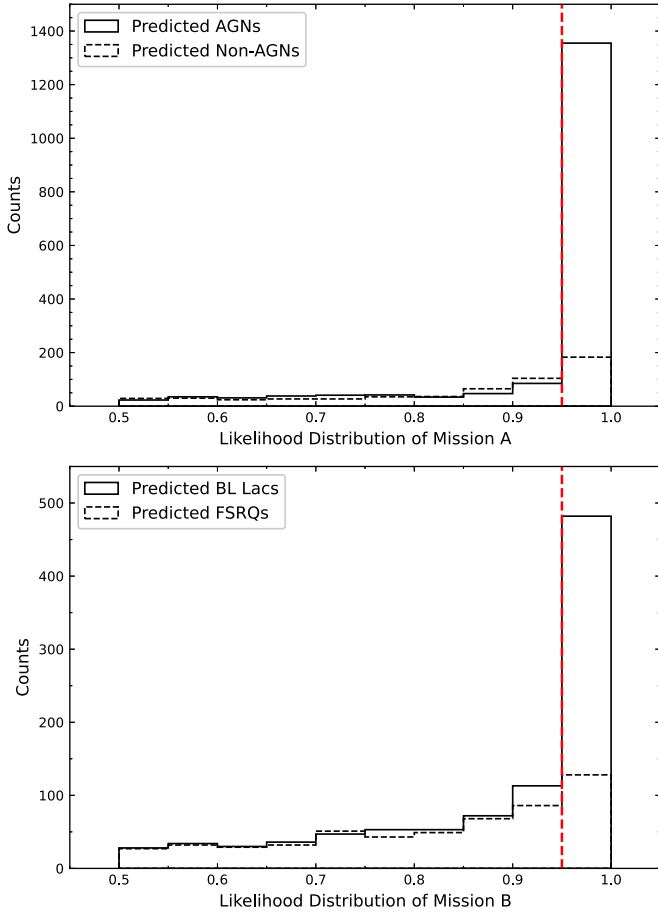 Predicted AGNs
Predicted Non-AGNs
1400
1200
1000
800
600
400
200
0
Counts
0.5 0.6 0.7 0.8 0.9 1.0
Likelihood Distribution of Mission A
Predicted BL Lacs
Predicted FSRQs
500
400
300
200
100
0
Counts
0.5 0.6 0.7 0.8 0.9 1.0
Likelihood Distribution of Mission B